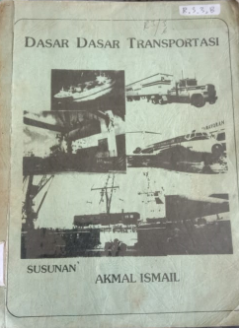 DASAR DASAR TRANSPORTASI
SUSUNAN
AKMAL ISMAIL